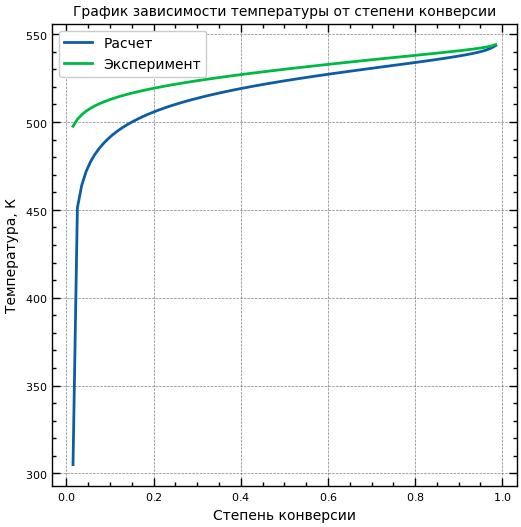 График зависимости температуры от степени конверсии
Расчет
Эксперимент
Температура, К
550
500
450
400
350
300
0.0 0.2 0.4 0.6 0.8 1.0
Степень конверсии